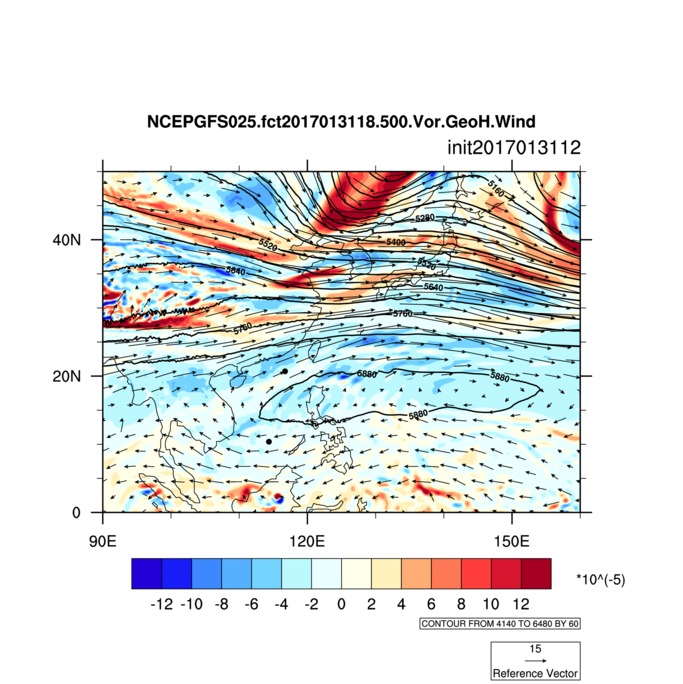 NCEPGFS025.fct2017013118.500.Vor.GeoH.Wind
init2017013112
5160
5280
40N
5520
5400
5520
5640
5640
5760
5760
20N
5880
5880
5880
0
90E 120E 150E
-12 -10 -8 -6 -4 -2 0 2 4 6 8 10 12
*10^(-5)
CONTOUR FROM 4140 TO 6480 BY 60
15
Reference Vector